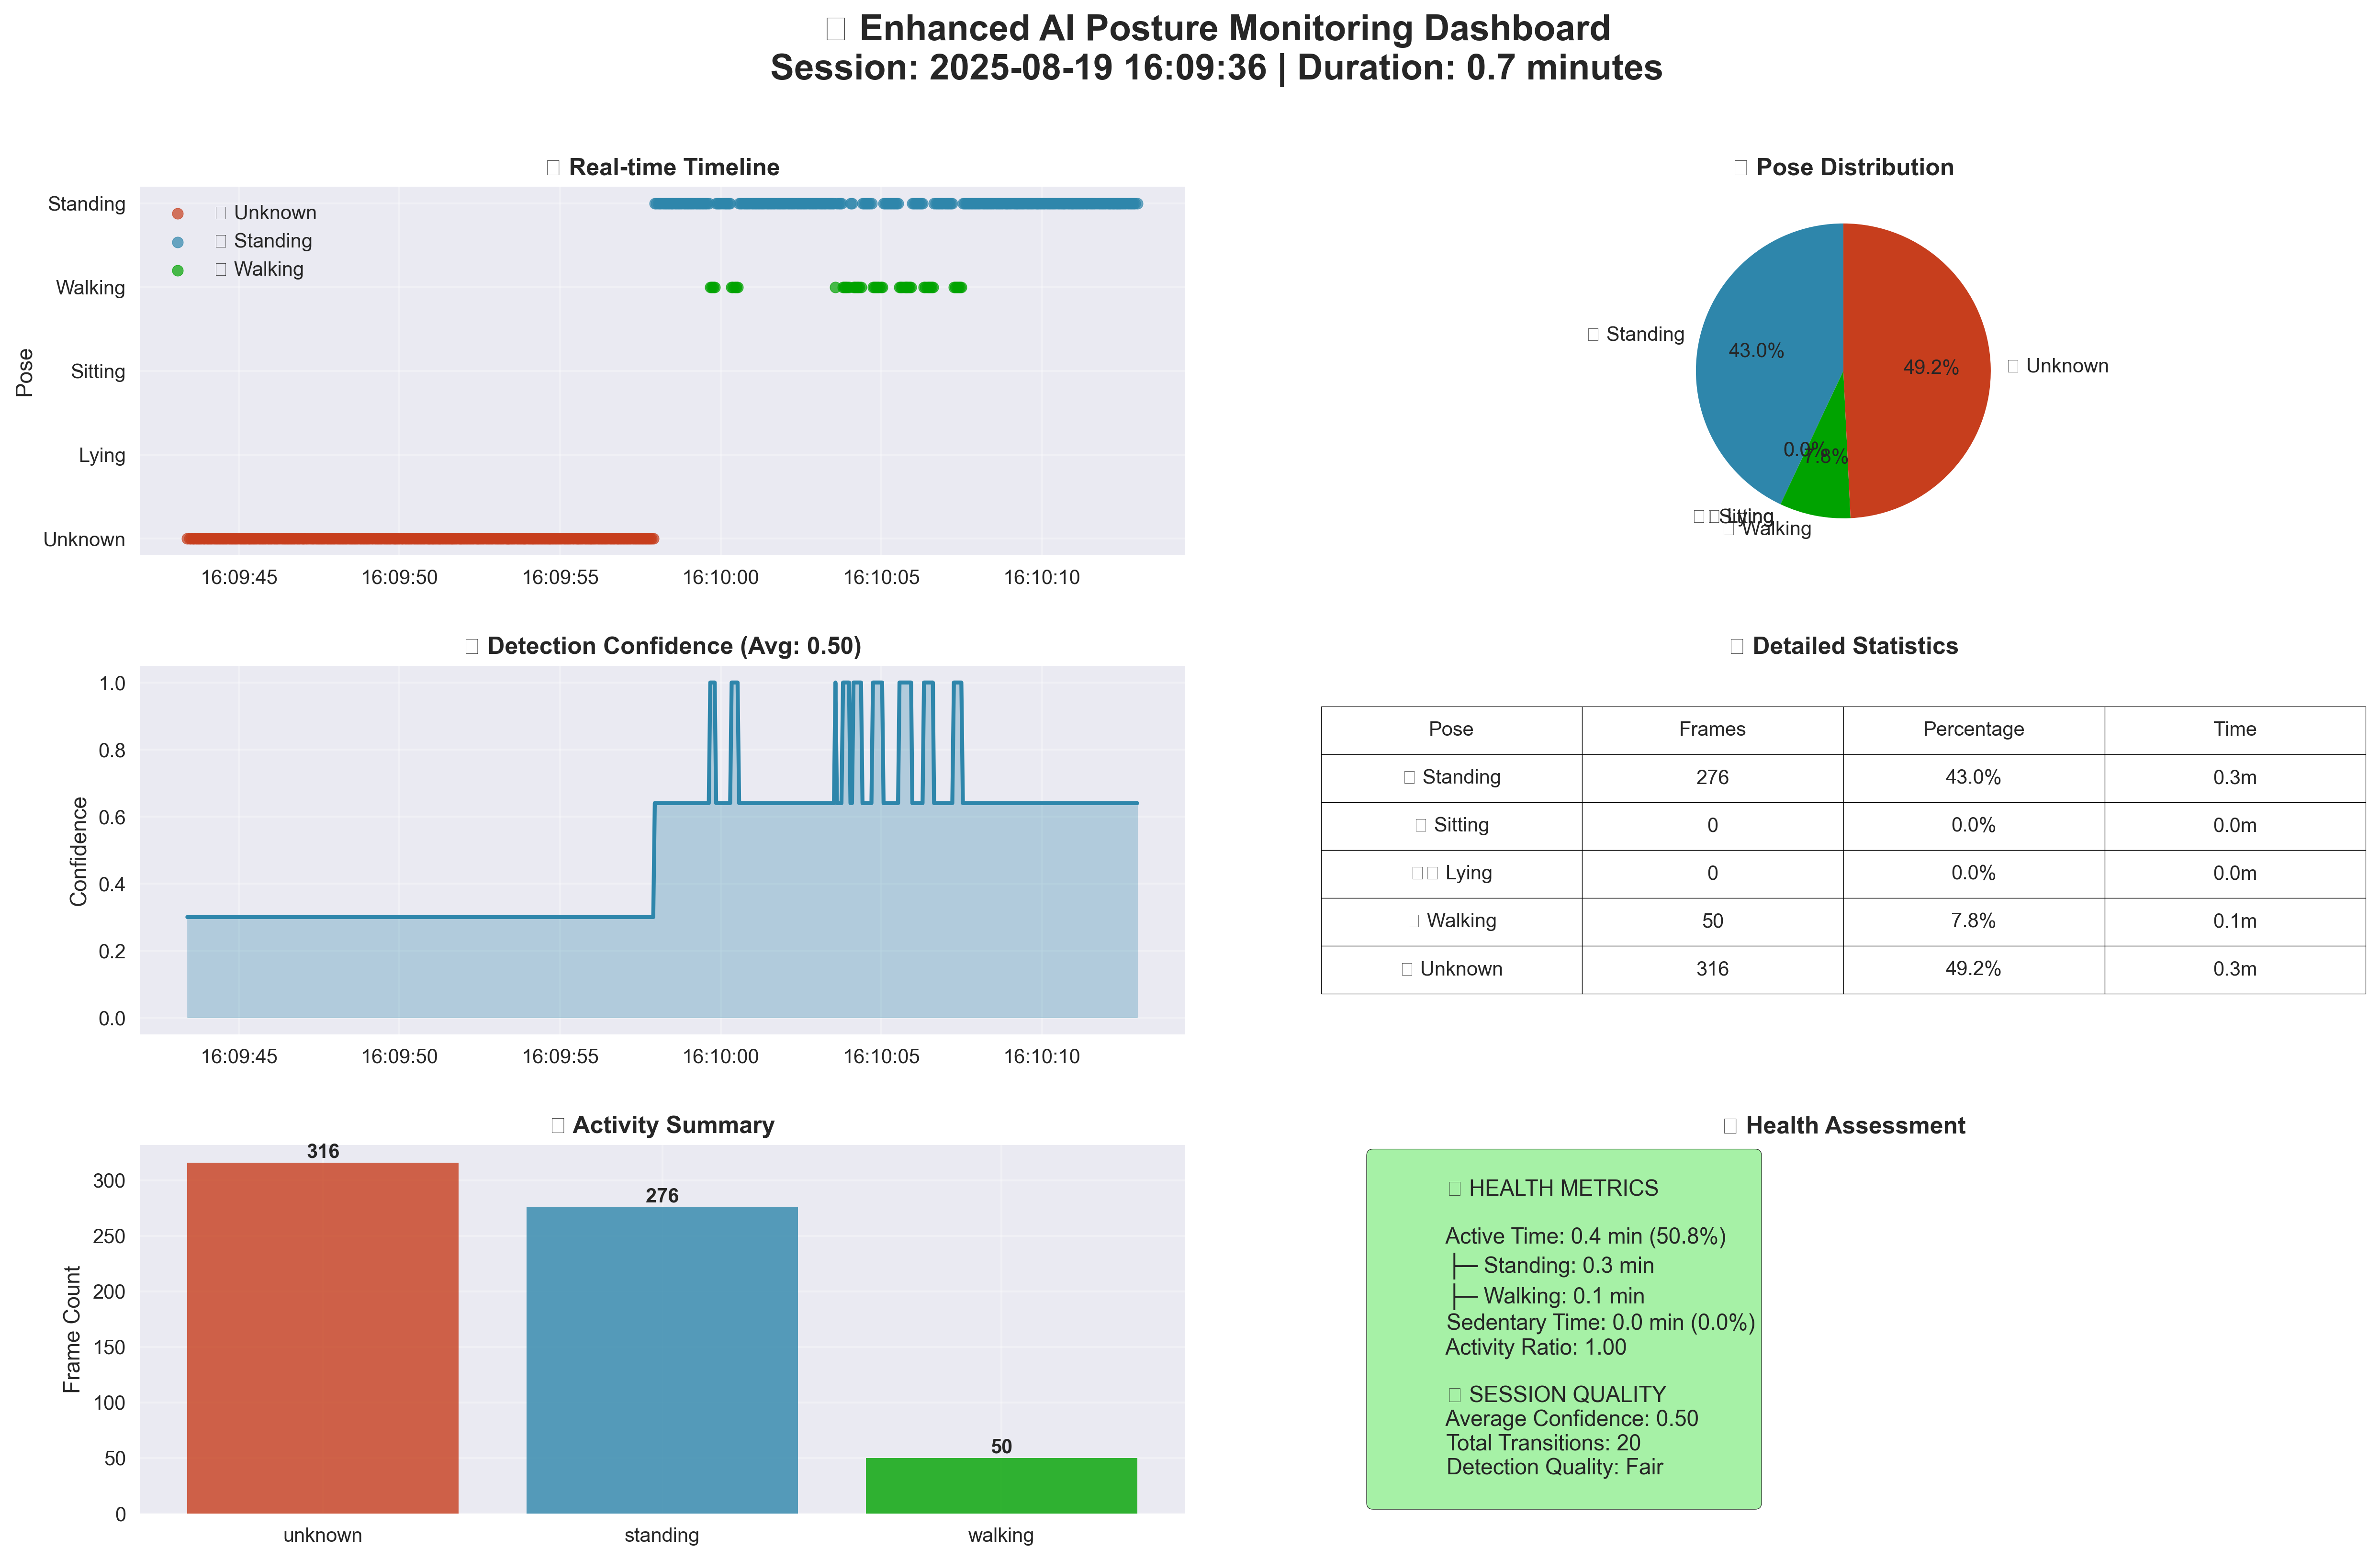 Enhanced AI Posture Monitoring Dashboard
Session: 2025-08-19 16:09:36 | Duration: 0.7 minutes
Real-time Timeline
Pose
Standing
Walking
Sitting
Lying
Unknown
Unknown
Standing
Walking
16:09:45 16:09:50 16:09:55 16:10:00 16:10:05 16:10:10
Pose Distribution
Standing
43.0%
49.2%
Unknown
0.0%
7.8%
Sitting
Lying
Walking
Detection Confidence (Avg: 0.50)
Confidence
1.0
0.8
0.6
0.4
0.2
0.0
16:09:45 16:09:50 16:09:55 16:10:00 16:10:05 16:10:10
Detailed Statistics
Pose Frames Percentage Time
Standing 276 43.0% 0.3m
Sitting 0 0.0% 0.0m
Lying 0 0.0% 0.0m
Walking 50 7.8% 0.1m
Unknown 316 49.2% 0.3m
Activity Summary
Frame Count
300
250
200
150
100
50
0
316
276
50
unknown standing walking
Health Assessment
HEALTH METRICS
Active Time: 0.4 min (50.8%)
├─ Standing: 0.3 min
├─ Walking: 0.1 min
Sedentary Time: 0.0 min (0.0%)
Activity Ratio: 1.00
SESSION QUALITY
Average Confidence: 0.50
Total Transitions: 20
Detection Quality: Fair